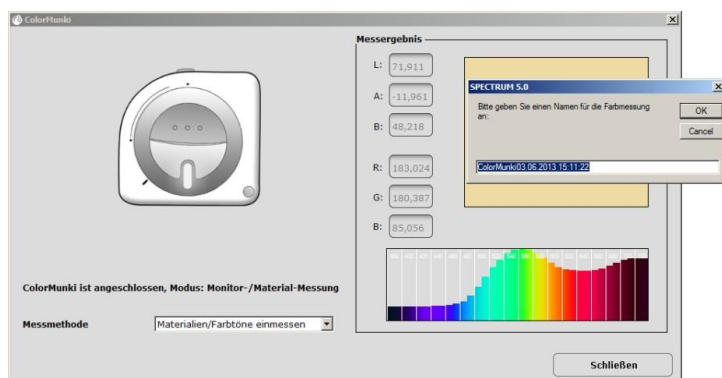 ColorMunki
Messergebnis
L: 71,911
A: -11,961
B: 48,218
R: 183,024
G: 180,387
B: 85,056
SPECTRUM 5.0
Bitte geben Sie einen Namen für die Farbmessung
an:
OK
Cancel
ColorMunki03.06.2013 15:11:22
ColorMunki ist angeschlossen, Modus: Monitor-/Material-Messung
Messmethode
Materialien/Farbtöne einmessen
Schließen